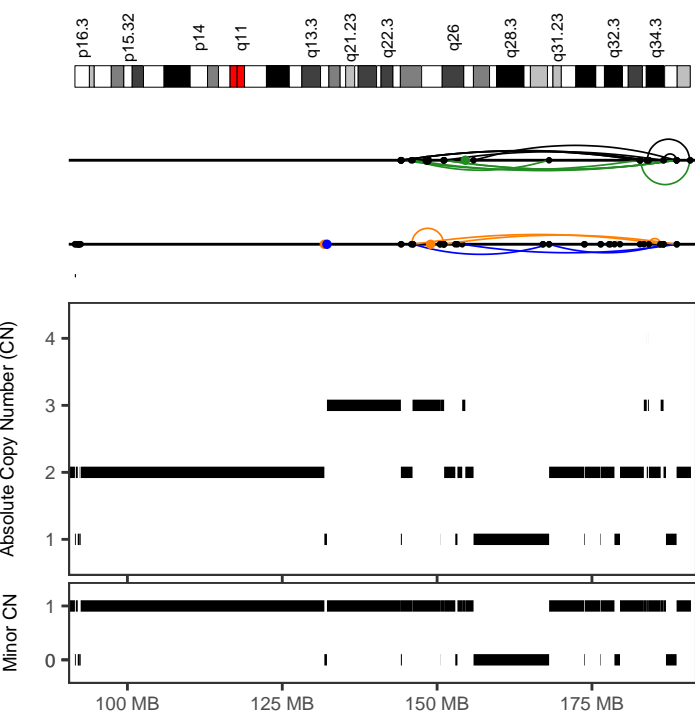 p16.3 p15.32 p14 q11 q13.3 q21.23 q22.3 q26 q28.3 q31.23 q32.3 q34.3
Absolute Copy Number (CN)
4
3
2
1
Minor CN
1
0
100 MB 125 MB 150 MB 175 MB